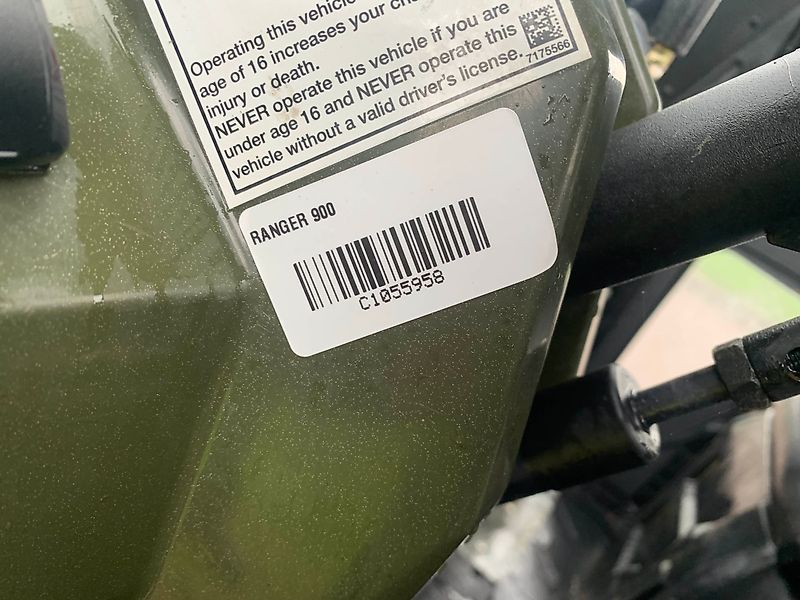 Operating this vehicle
age of 16 increases your
injury or death.
NEVER operate this vehicle if you are
under age 16 and NEVER operate this
vehicle without a valid driver's license.
7175566
RANGER 900
C1055958